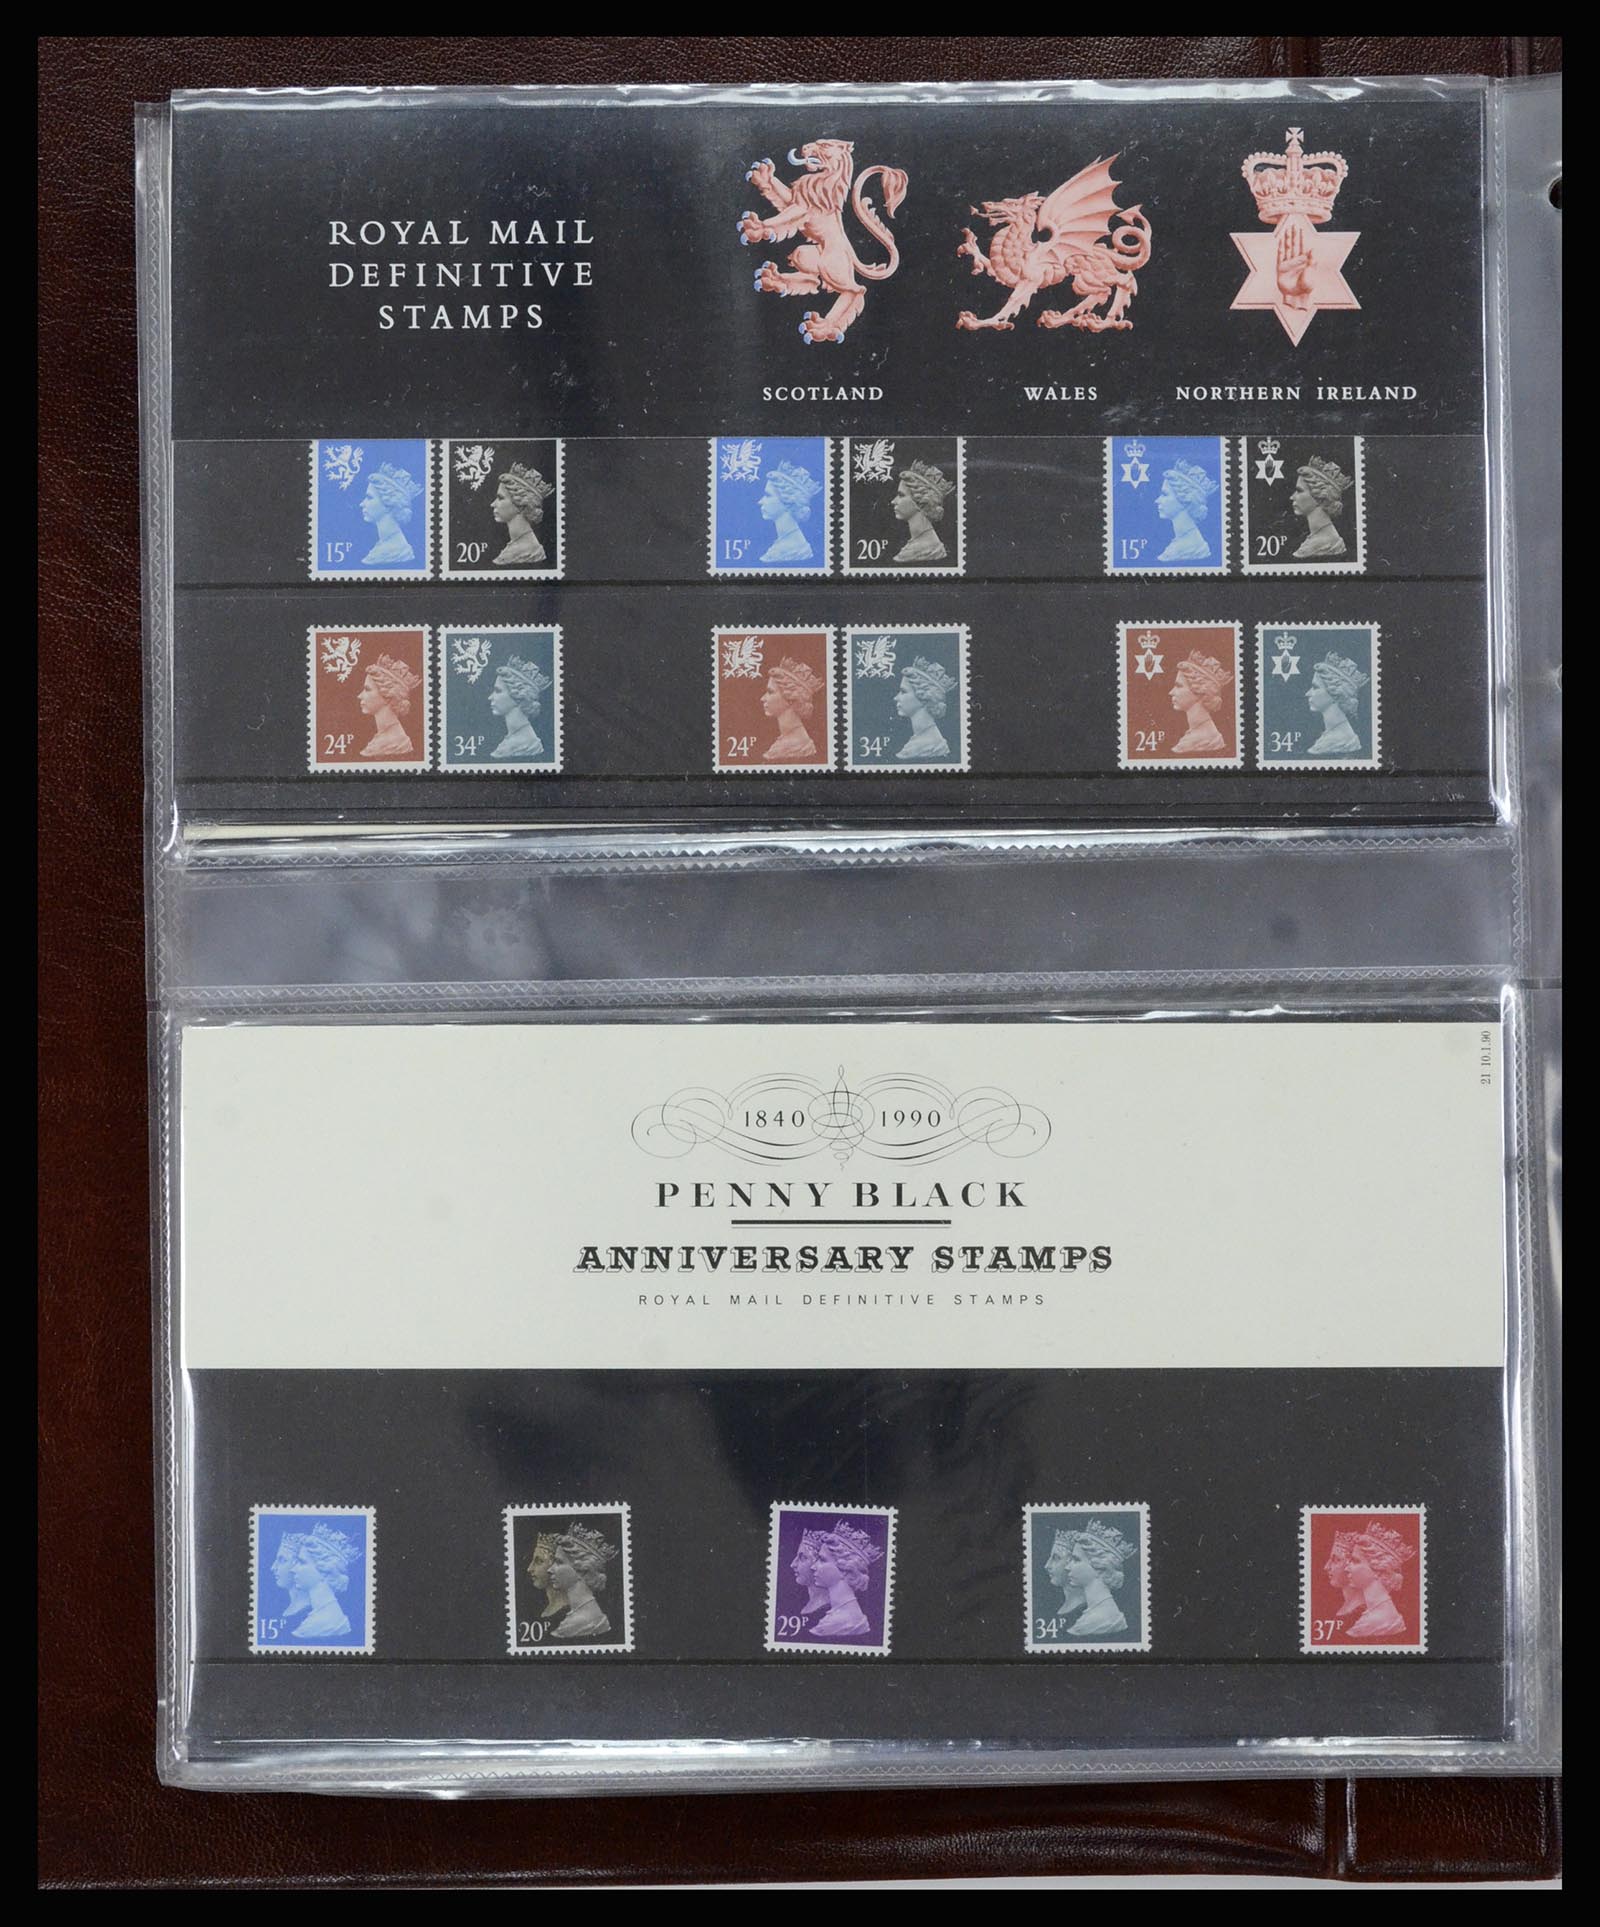 ROYAL MAIL
DEFINITIVE
STAMPS
SCOTLAND WALES NORTHERN IRELAND
15P 20P 15P 20P 15P 20P
24P 34P 24P 34P 24P 34P
21 10.1.90
1840 1990
PENNY BLACK
ANNIVERSARY STAMPS
ROYAL MAIL DEFINITIVE STAMPS
15P 20P 29P 34P 37P